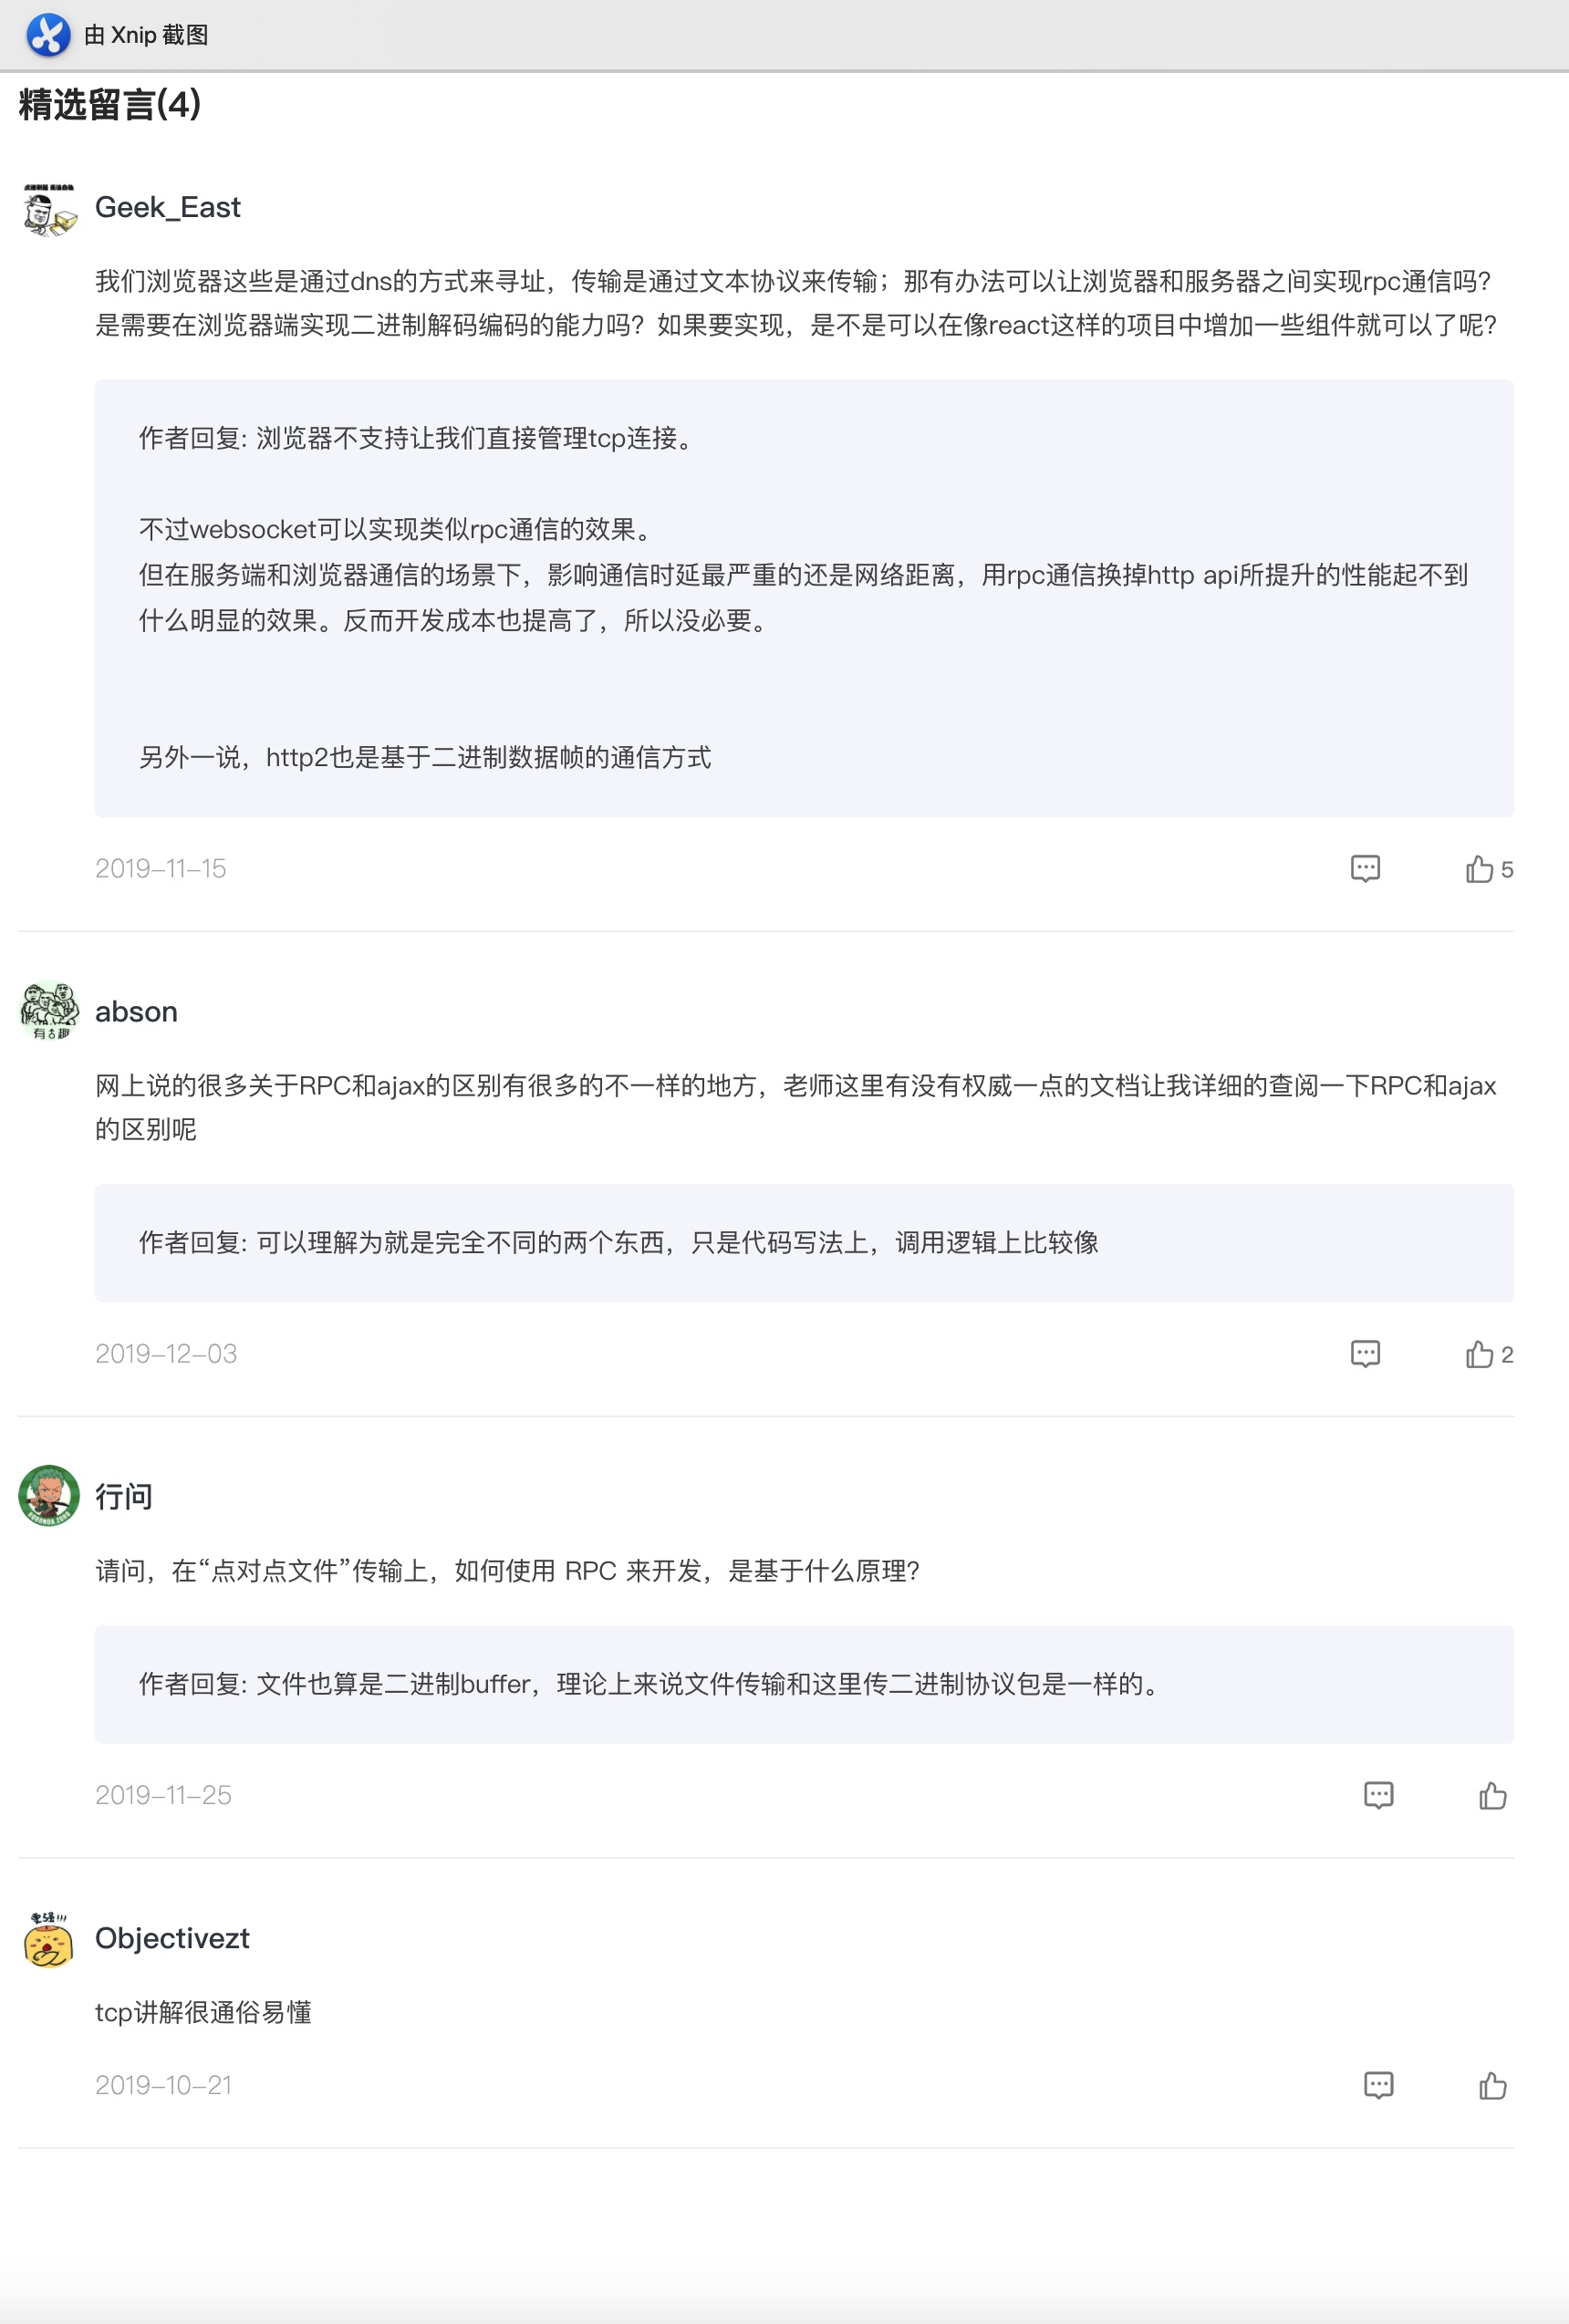 由 Xnip 截图
精选留言(4)
Geek_East
我们浏览器这些是通过dns的方式来寻址，传输是通过文本协议来传输；那有办法可以让浏览器和服务器之间实现rpc通信吗？
是需要在浏览器端实现二进制解码编码的能力吗？如果要实现，是不是可以在像react这样的项目中增加一些组件就可以了呢？
作者回复: 浏览器不支持让我们直接管理tcp连接。
不过websocket可以实现类似rpc通信的效果。
但在服务端和浏览器通信的场景下，影响通信时延最严重的还是网络距离，用rpc通信换掉http api所提升的性能起不到
什么明显的效果。反而开发成本也提高了，所以没必要。
另外一说，http2也是基于二进制数据帧的通信方式
2019-11-15
5
有古趣
abson
网上说的很多关于RPC和ajax的区别有很多的不一样的地方，老师这里有没有权威一点的文档让我详细的查阅一下RPC和ajax
的区别呢
作者回复: 可以理解为就是完全不同的两个东西，只是代码写法上，调用逻辑上比较像
2019-12-03
2
行问
请问，在“点对点文件”传输上，如何使用 RPC 来开发，是基于什么原理？
作者回复: 文件也算是二进制buffer，理论上来说文件传输和这里传二进制协议包是一样的。
2019-11-25
Objectivezt
tcp讲解很通俗易懂
2019-10-21